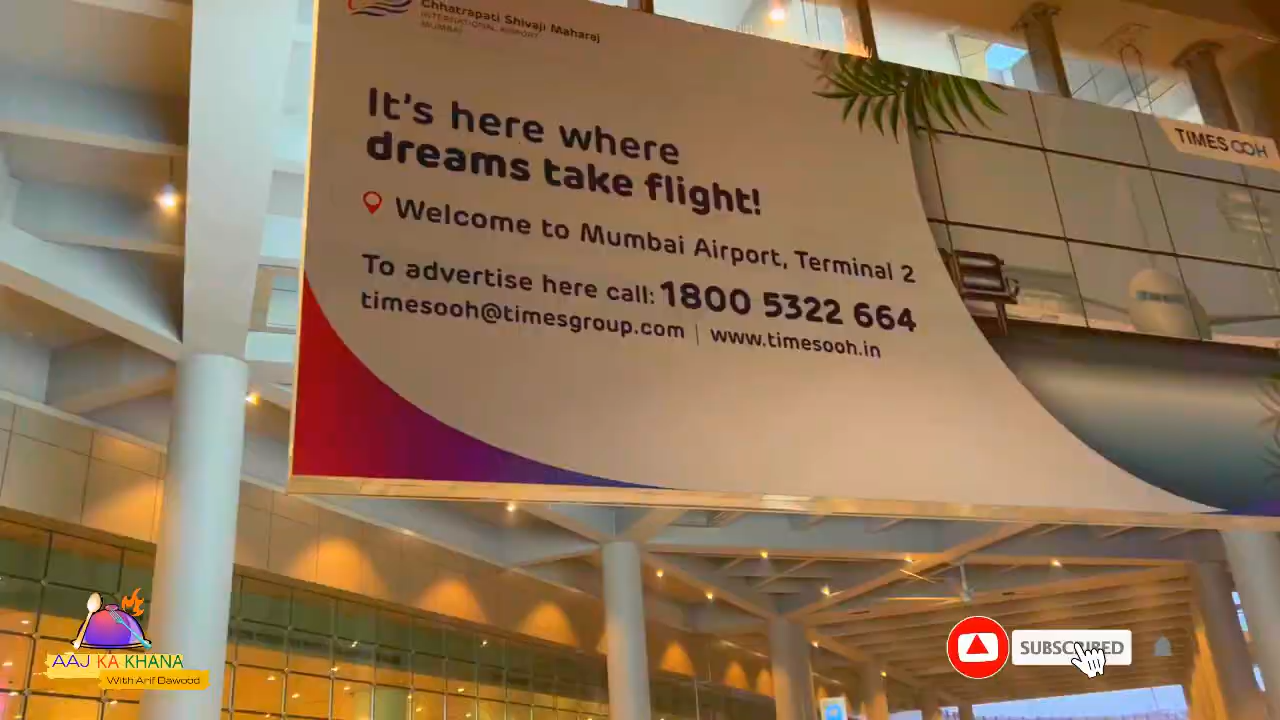 Chhatrapati Shivaji Maharaj
INTERNATIONAL AIRPORT
MUMBAI
It's here where
dreams take flight!
Welcome to Mumbai Airport, Terminal 2
To advertise here call: 1800 5322 664
timesooh@timesgroup.com | www.timesooh.in
TIMES OOH
AAJ KA KHANA
With Arif Dawood
SUBSCRIBED